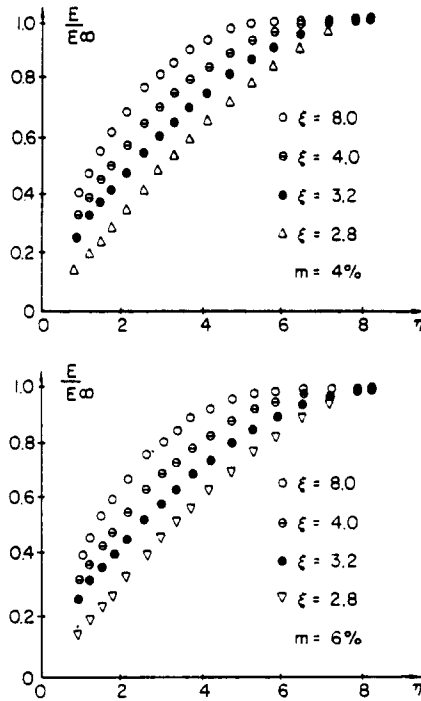 E
E∞
1.0
0.8
0.6
0.4
0.2
0
ξ = 8.0
ξ = 4.0
ξ = 3.2
ξ = 2.8
m = 4%
0 2 4 6 8 η
E
E∞
1.0
0.8
0.6
0.4
0.2
0
ξ = 8.0
ξ = 4.0
ξ = 3.2
ξ = 2.8
m = 6%
0 2 4 6 8 η